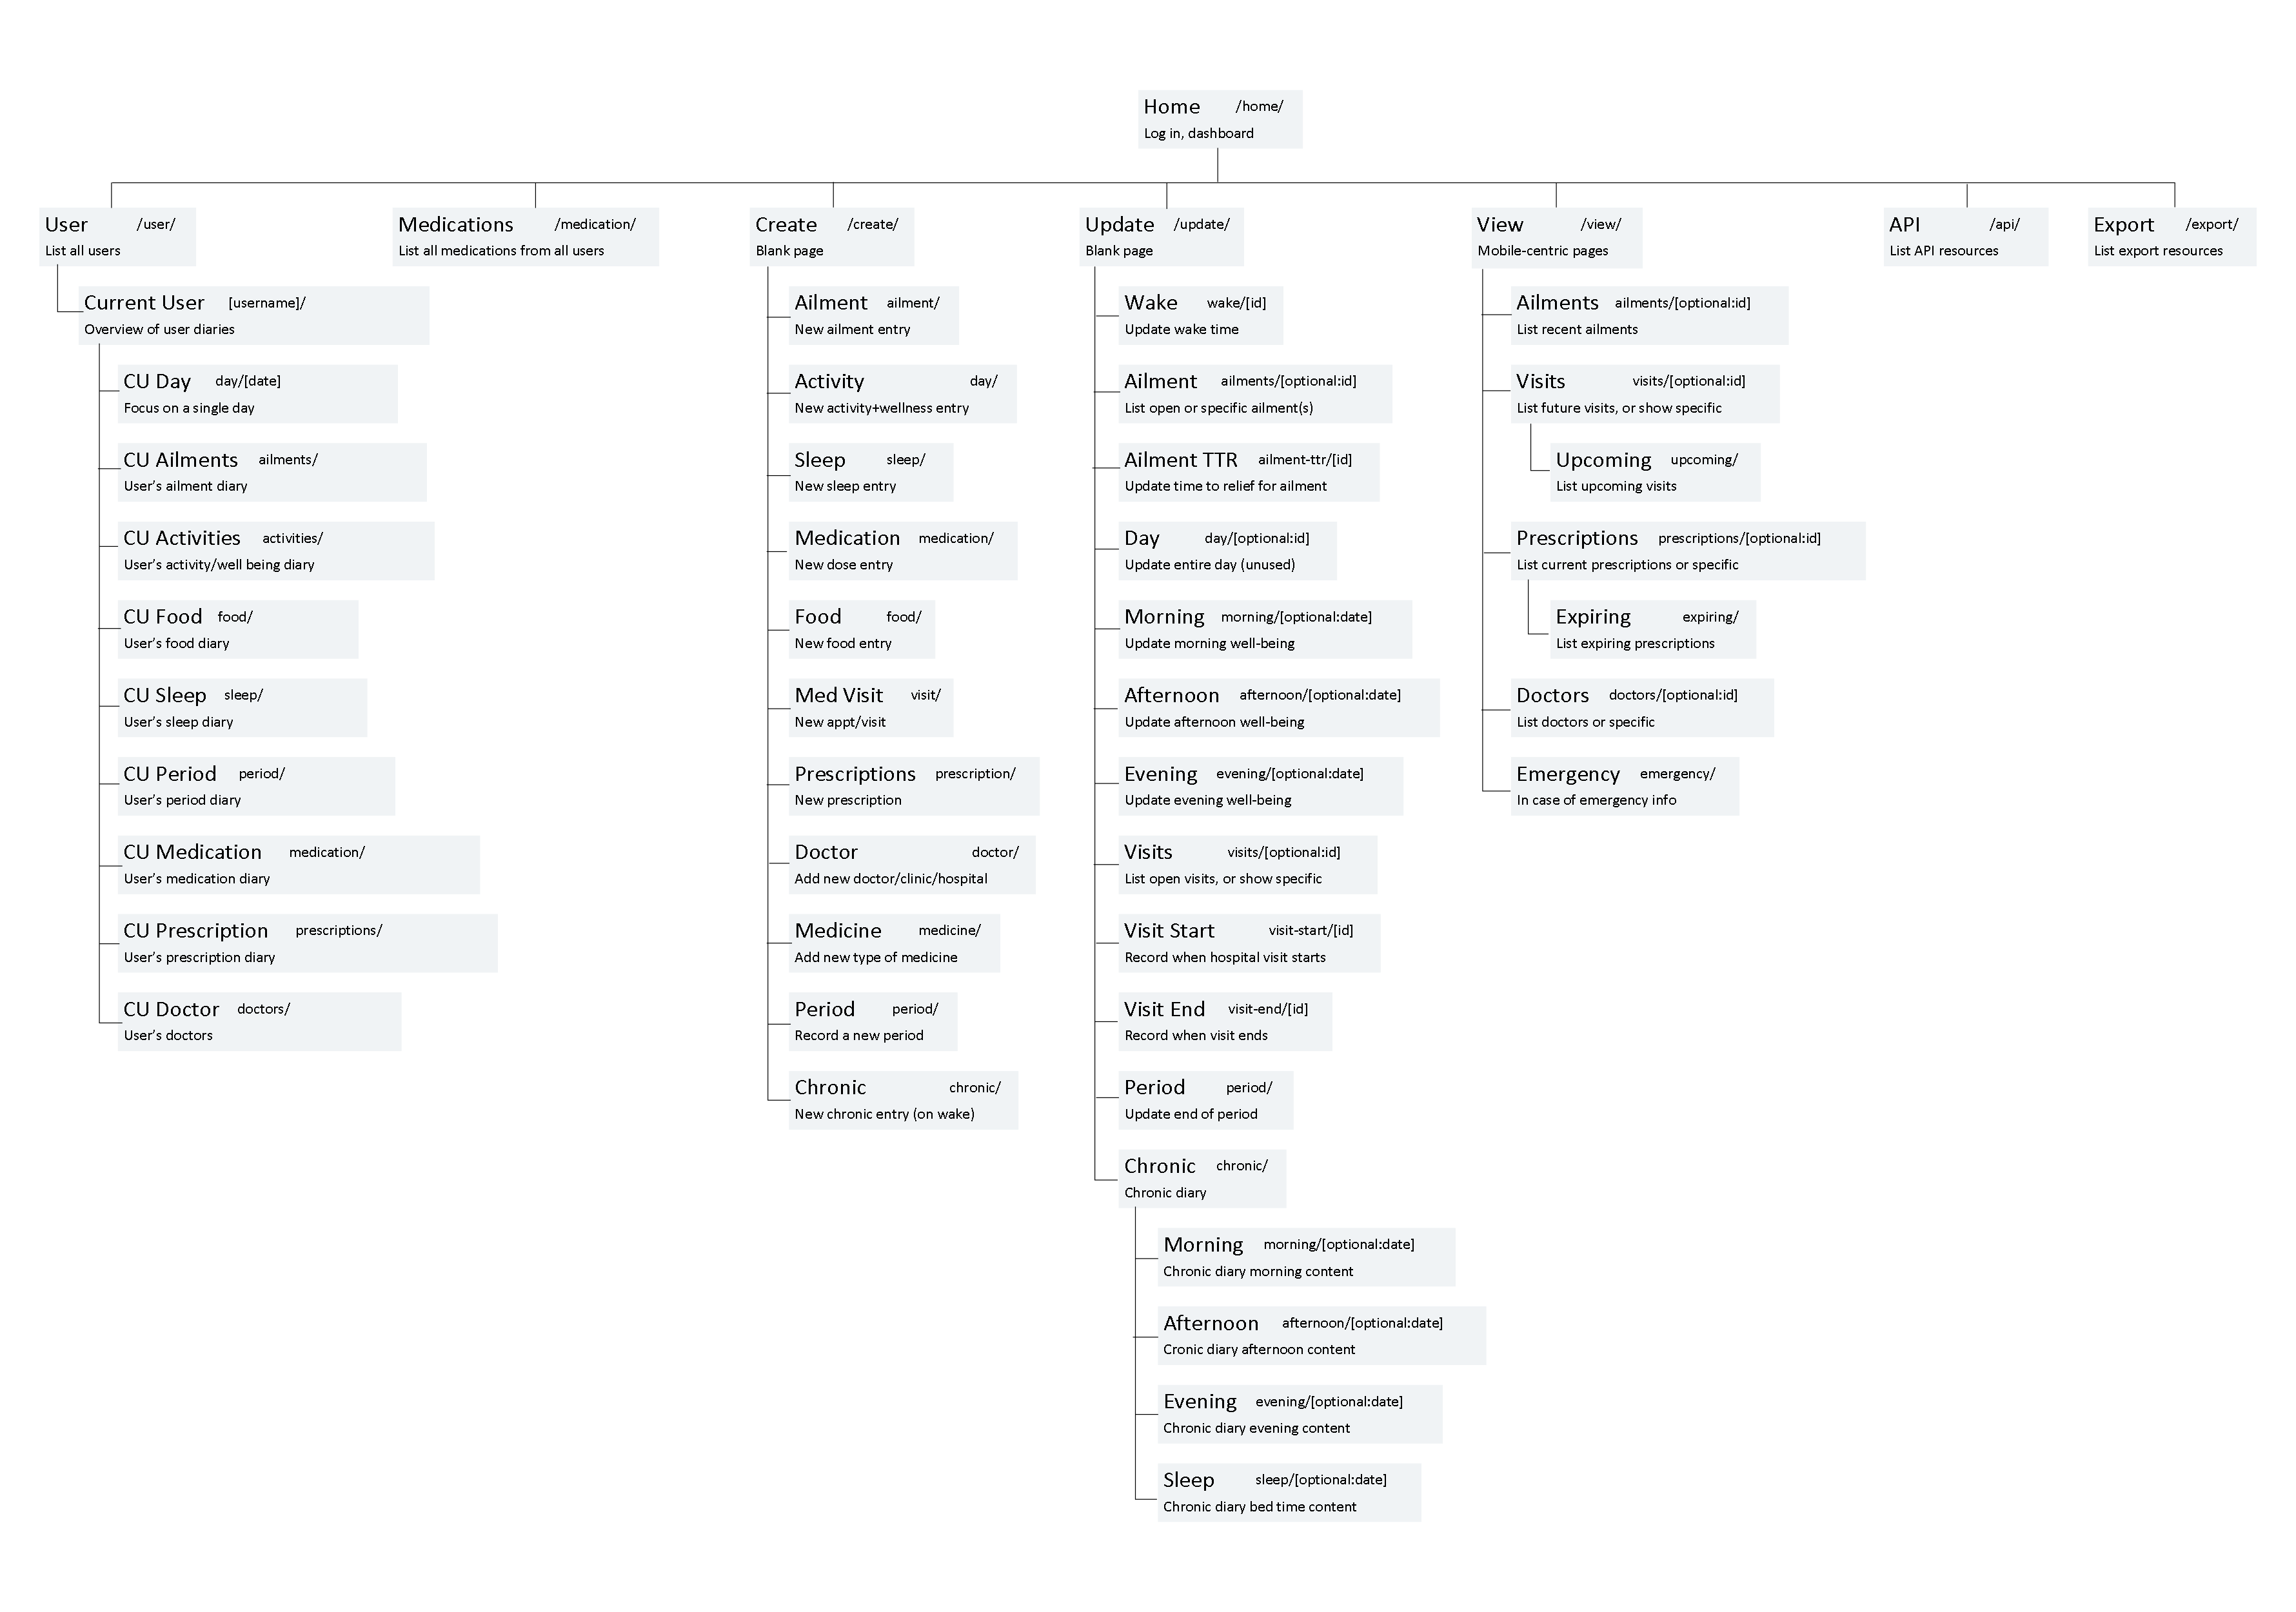 Home /home/
Log in, dashboard
User /user/
List all users
Current User [username]/
Overview of user diaries
CU Day day/[date]
Focus on a single day
CU Ailments ailments/
User’s ailment diary
CU Activities activities/
User’s activity/well being diary
CU Food food/
User’s food diary
CU Sleep sleep/
User’s sleep diary
CU Period period/
User’s period diary
CU Medication medication/
User’s medication diary
CU Prescription prescriptions/
User’s prescription diary
CU Doctor doctors/
User’s doctors
Medications /medication/
List all medications from all users
Create /create/
Blank page
Ailment ailment/
New ailment entry
Activity day/
New activity+wellness entry
Sleep sleep/
New sleep entry
Medication medication/
New dose entry
Food food/
New food entry
Med Visit visit/
New appt/visit
Prescriptions prescription/
New prescription
Doctor doctor/
Add new doctor/clinic/hospital
Medicine medicine/
Add new type of medicine
Period period/
Record a new period
Chronic chronic/
New chronic entry (on wake)
Update /update/
Blank page
Wake wake/[id]
Update wake time
Ailment ailments/[optional:id]
List open or specific ailment(s)
Ailment TTR ailment-ttr/[id]
Update time to relief for ailment
Day day/[optional:id]
Update entire day (unused)
Morning morning/[optional:date]
Update morning well-being
Afternoon afternoon/[optional:date]
Update afternoon well-being
Evening evening/[optional:date]
Update evening well-being
Visits visits/[optional:id]
List open visits, or show specific
Visit Start visit-start/[id]
Record when hospital visit starts
Visit End visit-end/[id]
Record when visit ends
Period period/
Update end of period
Chronic chronic/
Chronic diary
Morning morning/[optional:date]
Chronic diary morning content
Afternoon afternoon/[optional:date]
Cronic diary afternoon content
Evening evening/[optional:date]
Chronic diary evening content
Sleep sleep/[optional:date]
Chronic diary bed time content
View /view/
Mobile-centric pages
Ailments ailments/[optional:id]
List recent ailments
Visits visits/[optional:id]
List future visits, or show specific
Upcoming upcoming/
List upcoming visits
Prescriptions prescriptions/[optional:id]
List current prescriptions or specific
Expiring expiring/
List expiring prescriptions
Doctors doctors/[optional:id]
List doctors or specific
Emergency emergency/
In case of emergency info
API /api/
List API resources
Export /export/
List export resources